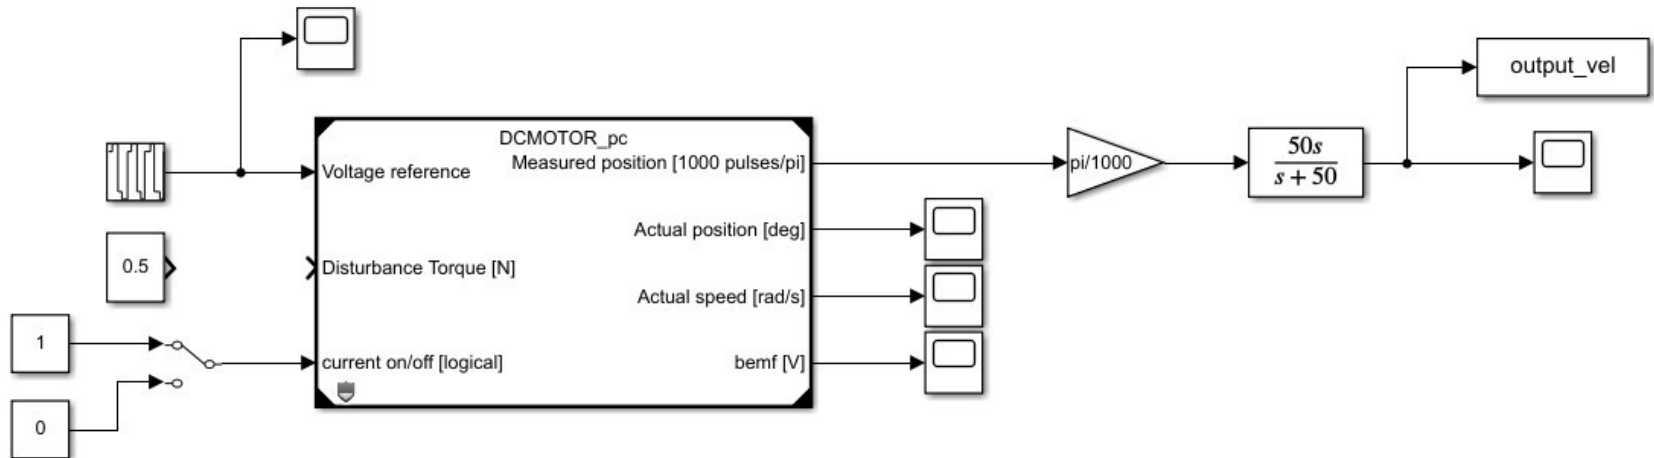 output_vel
DCMOTOR_pc
Voltage reference
Measured position [1000 pulses/pi]
pi/1000
50s
s + 50
Actual position [deg]
0.5
Disturbance Torque [N]
Actual speed [rad/s]
1
current on/off [logical]
bemf [V]
0